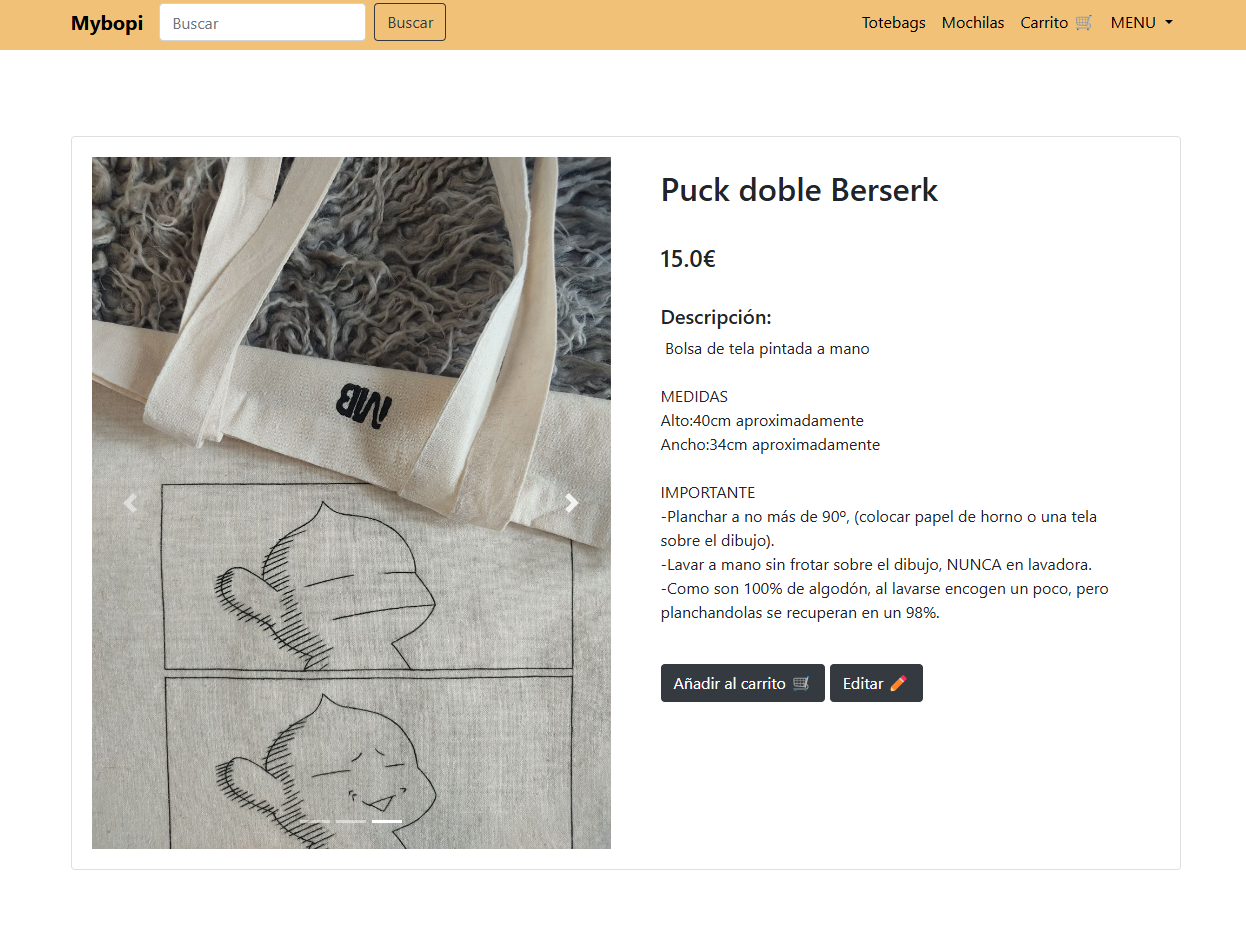 Mybopi
Buscar
Buscar
Totebags
Mochilas
Carrito 🛒
MENU
Puck doble Berserk
15.0€
Descripción:
Bolsa de tela pintada a mano
MEDIDAS
Alto:40cm aproximadamente
Ancho:34cm aproximadamente
IMPORTANTE
-Planchar a no más de 90º, (colocar papel de horno o una tela
sobre el dibujo).
-Lavar a mano sin frotar sobre el dibujo, NUNCA en lavadora.
-Como son 100% de algodón, al lavarse encogen un poco, pero
planchandolas se recuperan en un 98%.
Añadir al carrito 🛒
Editar ✏️
MB